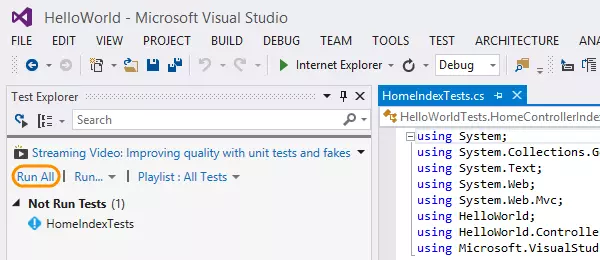 HelloWorld - Microsoft Visual Studio
FILE EDIT VIEW PROJECT BUILD DEBUG TEAM TOOLS TEST ARCHITECTURE
Internet Explorer Debug
Test Explorer
Search
Streaming Video: Improving quality with unit tests and fakes
Run All | Run... | Playlist : All Tests
Not Run Tests (1)
HomeIndexTests
HomeIndexTests.cs
HelloWorldTests.HomeControllerIndex
using System;
using System.Collections.G
using System.Text;
using System.Web;
using System.Web.Mvc;
using HelloWorld;
using HelloWorld.Controller
using Microsoft.VisualStud